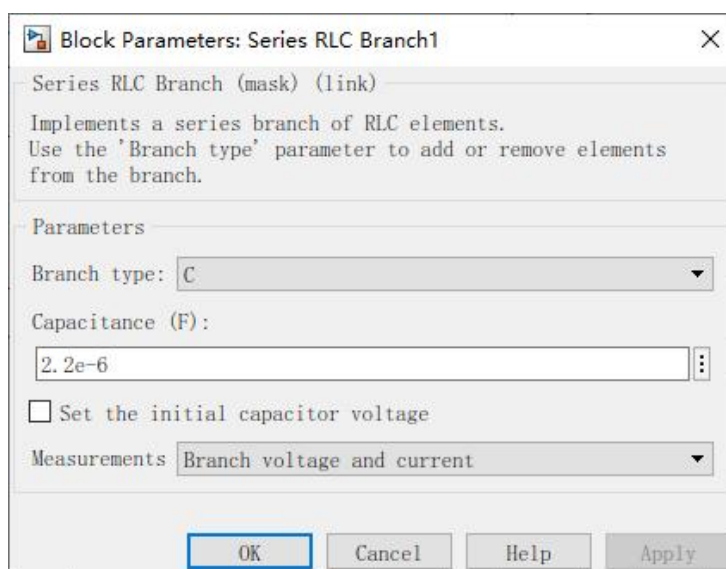 Block Parameters: Series RLC Branch1
Series RLC Branch (mask) (link)
Implements a series branch of RLC elements.
Use the 'Branch type' parameter to add or remove elements
from the branch.
Parameters
Branch type: C
Capacitance (F):
2.2e-6
Set the initial capacitor voltage
Measurements Branch voltage and current
OK Cancel Help Apply